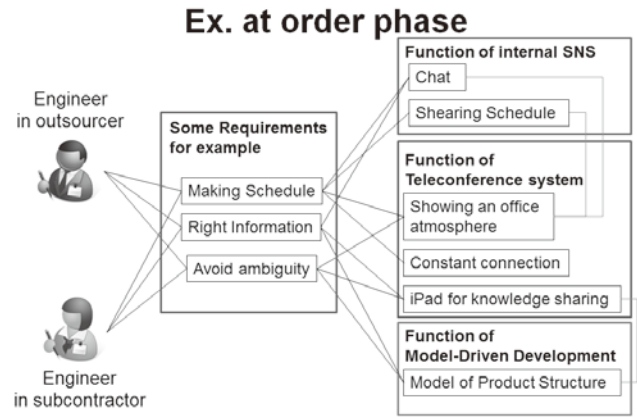 Ex. at order phase
Engineer
in outsourcer
Engineer
in subcontractor
Some Requirements
for example
Making Schedule
Right Information
Avoid ambiguity
Function of internal SNS
Chat
Shearing Schedule
Function of
Teleconference system
Showing an office
atmosphere
Constant connection
iPad for knowledge sharing
Function of
Model-Driven Development
Model of Product Structure